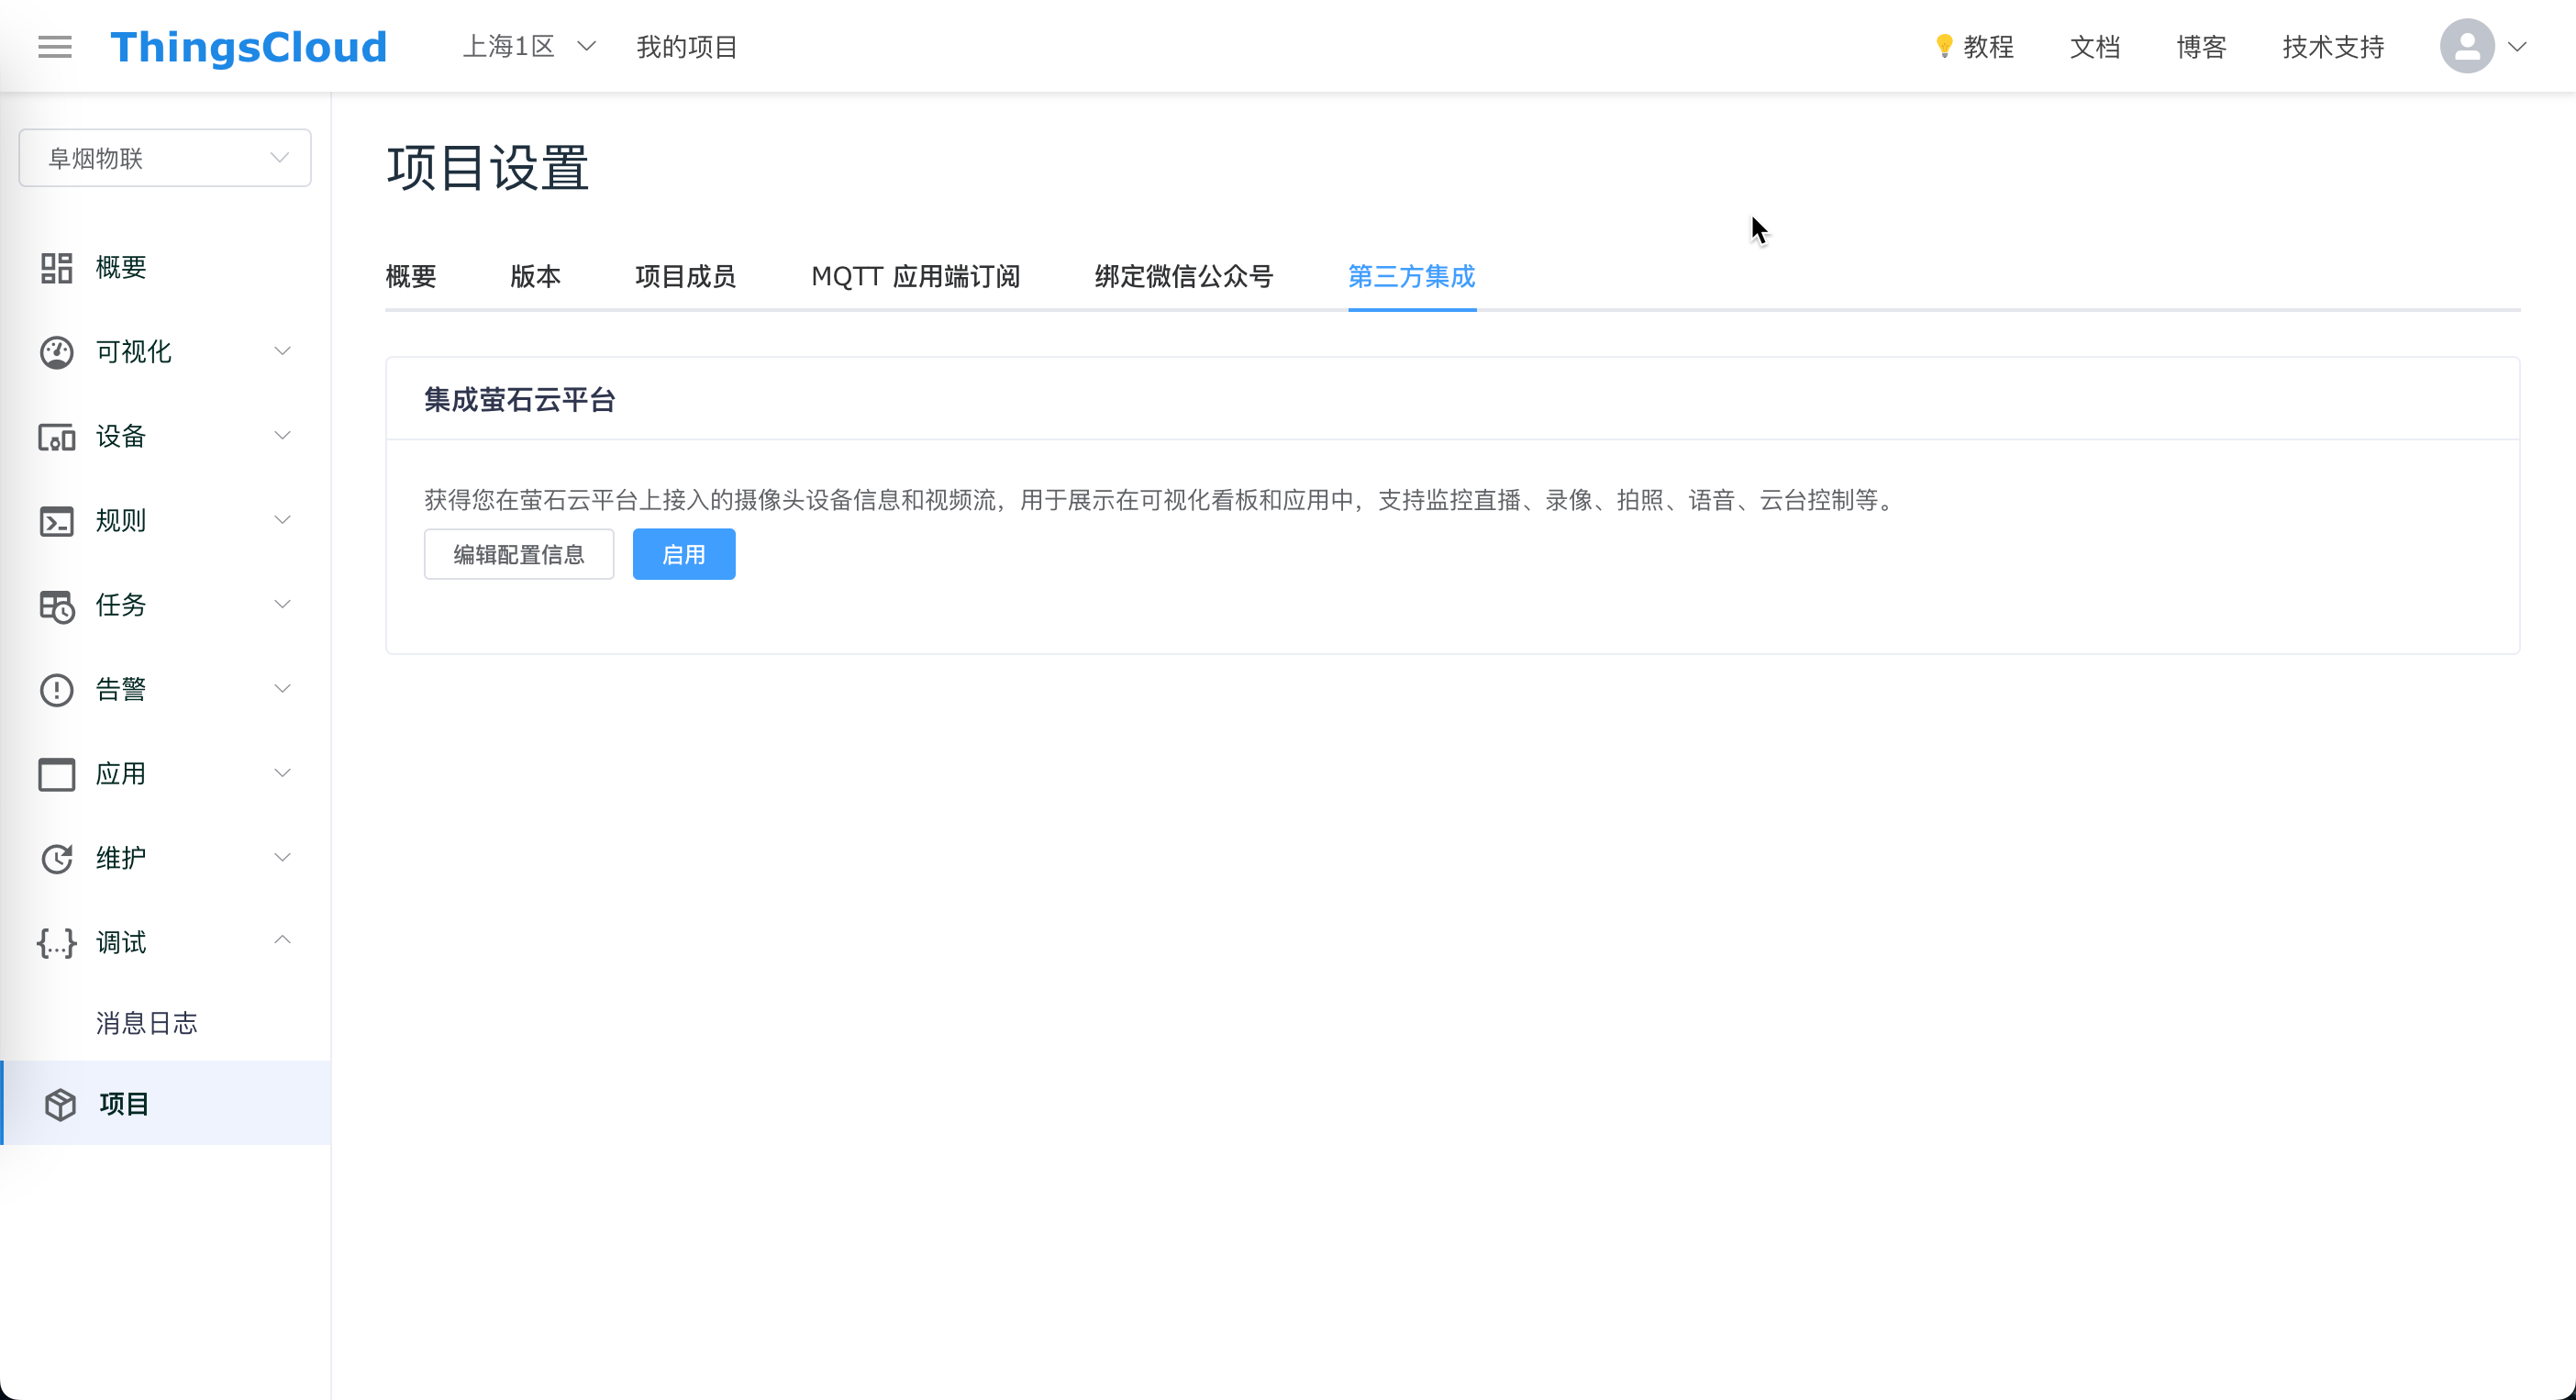 ThingsCloud
上海1区
我的项目
教程
文档
博客
技术支持
阜烟物联
概要
可视化
设备
规则
任务
告警
应用
维护
调试
消息日志
项目
项目设置
概要
版本
项目成员
MQTT 应用端订阅
绑定微信公众号
第三方集成
集成萤石云平台
获得您在萤石云平台上接入的摄像头设备信息和视频流，用于展示在可视化看板和应用中，支持监控直播、录像、拍照、语音、云台控制等。
编辑配置信息
启用